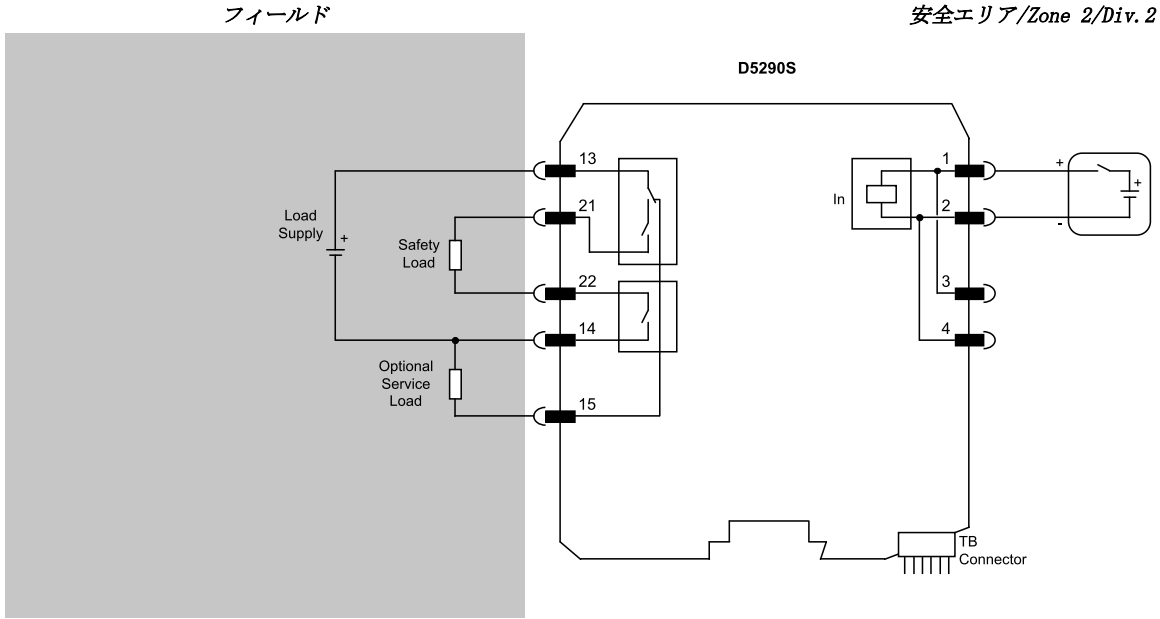 フィールド
安全エリア/Zone 2/Div.2
D5290S
13
1
+
+
21
2
In
-
Load
Supply
+
Safety
Load
22
3
14
4
Optional
Service
Load
15
TB
Connector